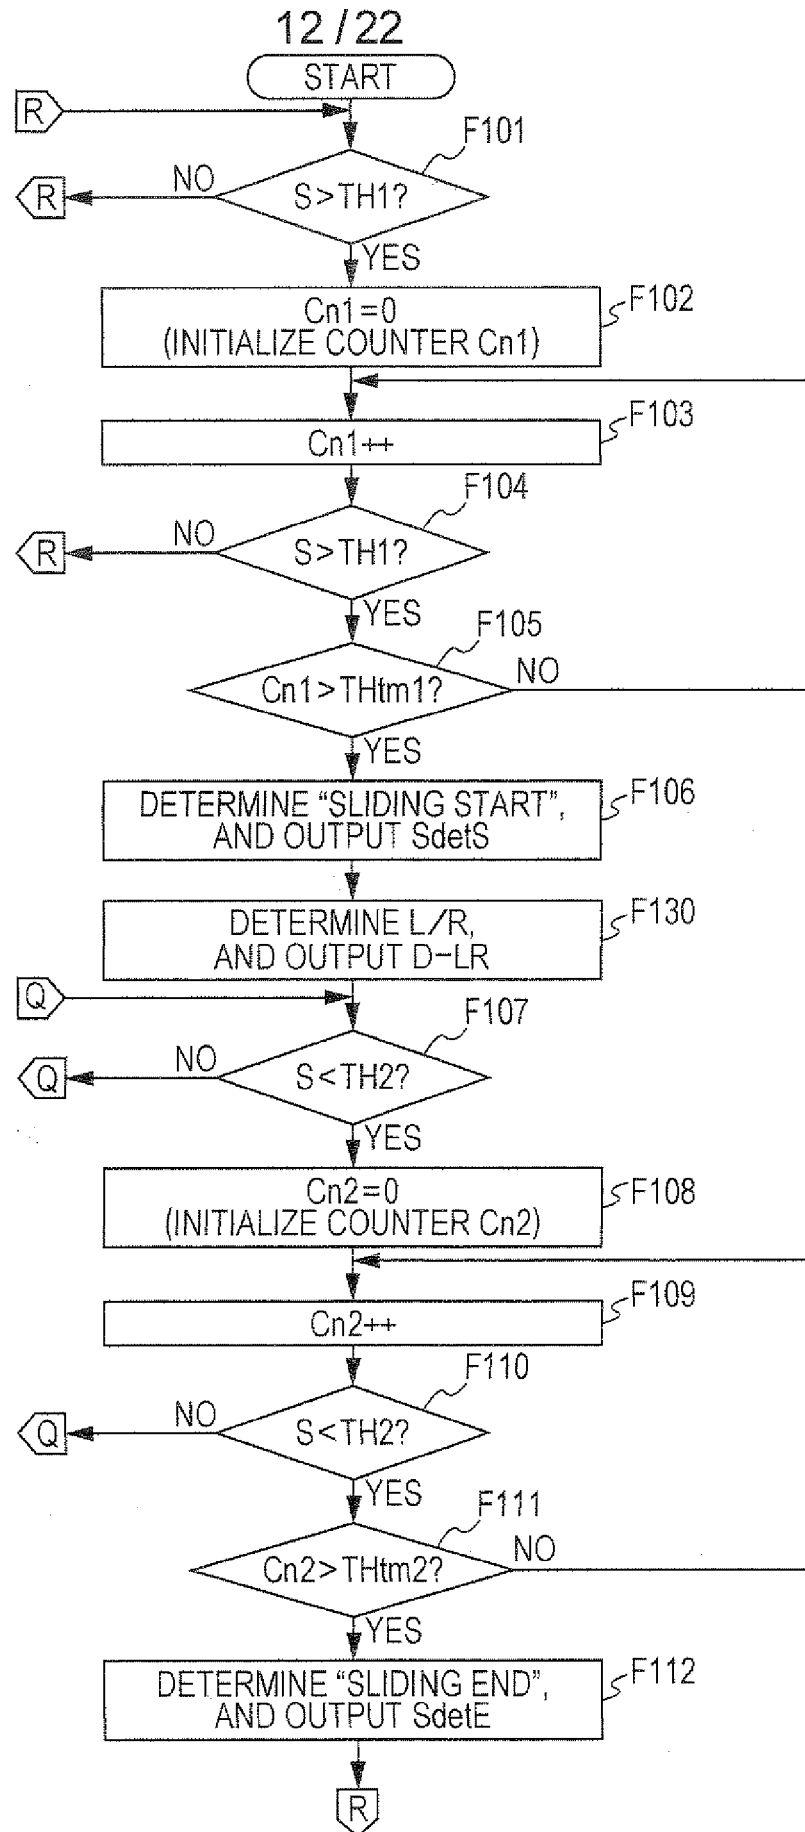 12/22
START
R
F101
S>TH1?
NO
R
YES
F102
Cn1=0
(INITIALIZE COUNTER Cn1)
F103
Cn1++
F104
S>TH1?
NO
R
YES
F105
Cn1>THtm1?
NO
YES
F106
DETERMINE “SLIDING START”,
AND OUTPUT SdetS
F130
DETERMINE L/R,
AND OUTPUT D-LR
Q
F107
S<TH2?
NO
Q
YES
F108
Cn2=0
(INITIALIZE COUNTER Cn2)
F109
Cn2++
F110
S<TH2?
NO
Q
YES
F111
Cn2>THtm2?
NO
YES
F112
DETERMINE “SLIDING END”,
AND OUTPUT SdetE
R